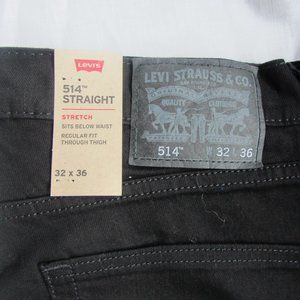 Levi's
514™
STRAIGHT
STRETCH
SITS BELOW WAIST
REGULAR FIT
THROUGH THIGH
32 x 36
LEVI STRAUSS & CO.
QUALITY CLOTHING
514™ W 32 L 36